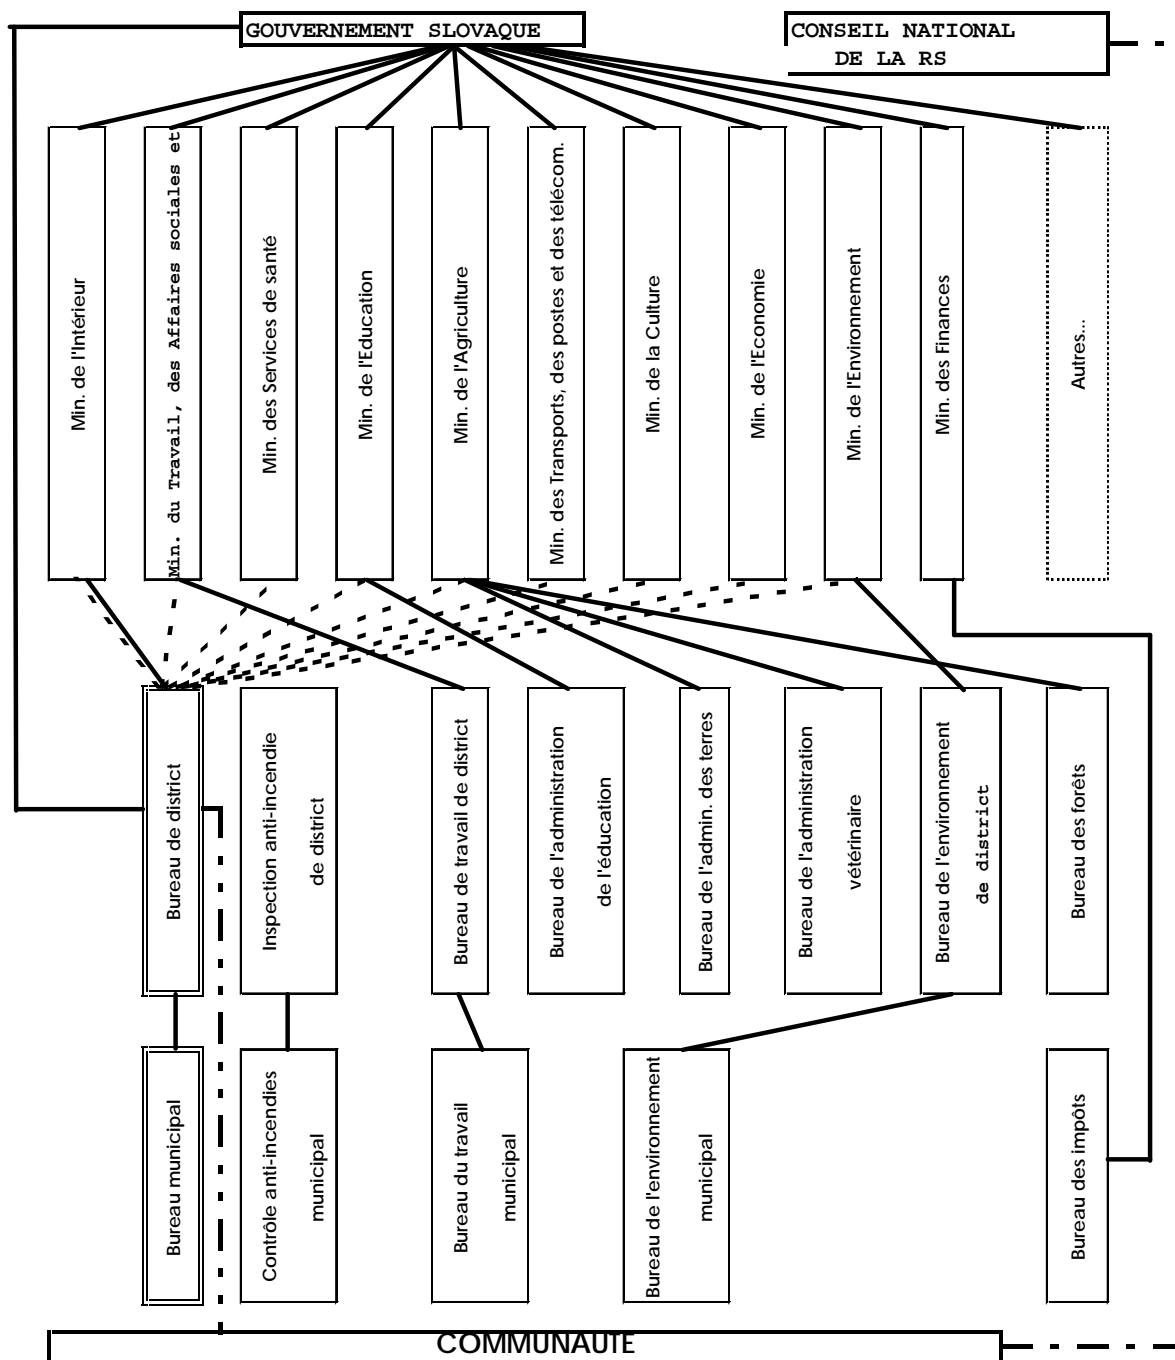 GOUVERNEMENT SLOVAQUE
CONSEIL NATIONAL
DE LA RS
Min. de l'Intérieur
Min. du Travail, des Affaires sociales et
Min. des Services de santé
Min. de l'Education
Min. de l'Agriculture
Min. des Transports, des postes et des télécom.
Min. de la Culture
Min. de l'Economie
Min. de l'Environnement
Min. des Finances
Autres...
Bureau de district
Inspection anti-incendie
de district
Bureau de travail de district
Bureau de l'administration
de l'éducation
Bureau de l'admin. des terres
Bureau de l'administration
vétérinaire
Bureau de l'environnement
de district
Bureau des forêts
Bureau municipal
Contrôle anti-incendies
municipal
Bureau du travail
municipal
Bureau de l'environnement
municipal
Bureau des impôts
COMMUNAUTE